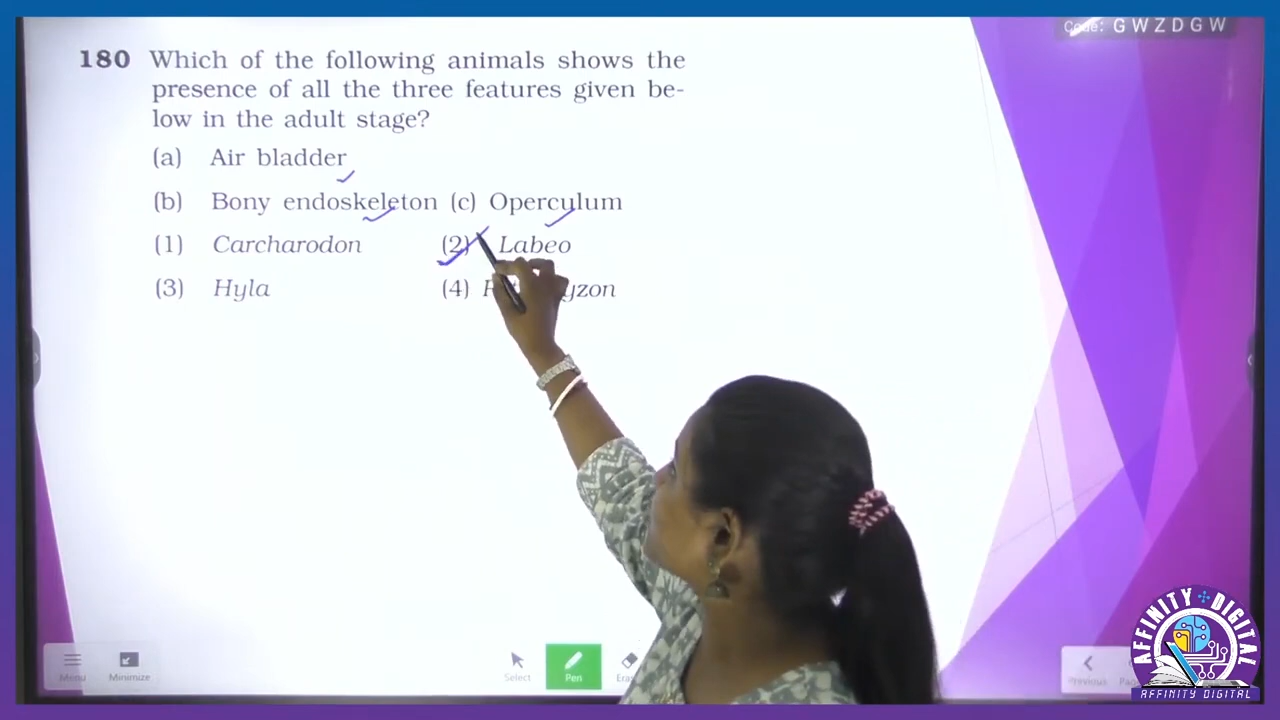 Code: G W Z D G W
180 Which of the following animals shows the
presence of all the three features given be-
low in the adult stage?
(a) Air bladder
(b) Bony endoskeleton (c) Operculum
(1) Carcharodon (2) Labeo
(3) Hyla (4)
Menu Minimize Select Pen Previous
AFFINITY DIGITAL
AFFINITY DIGITAL